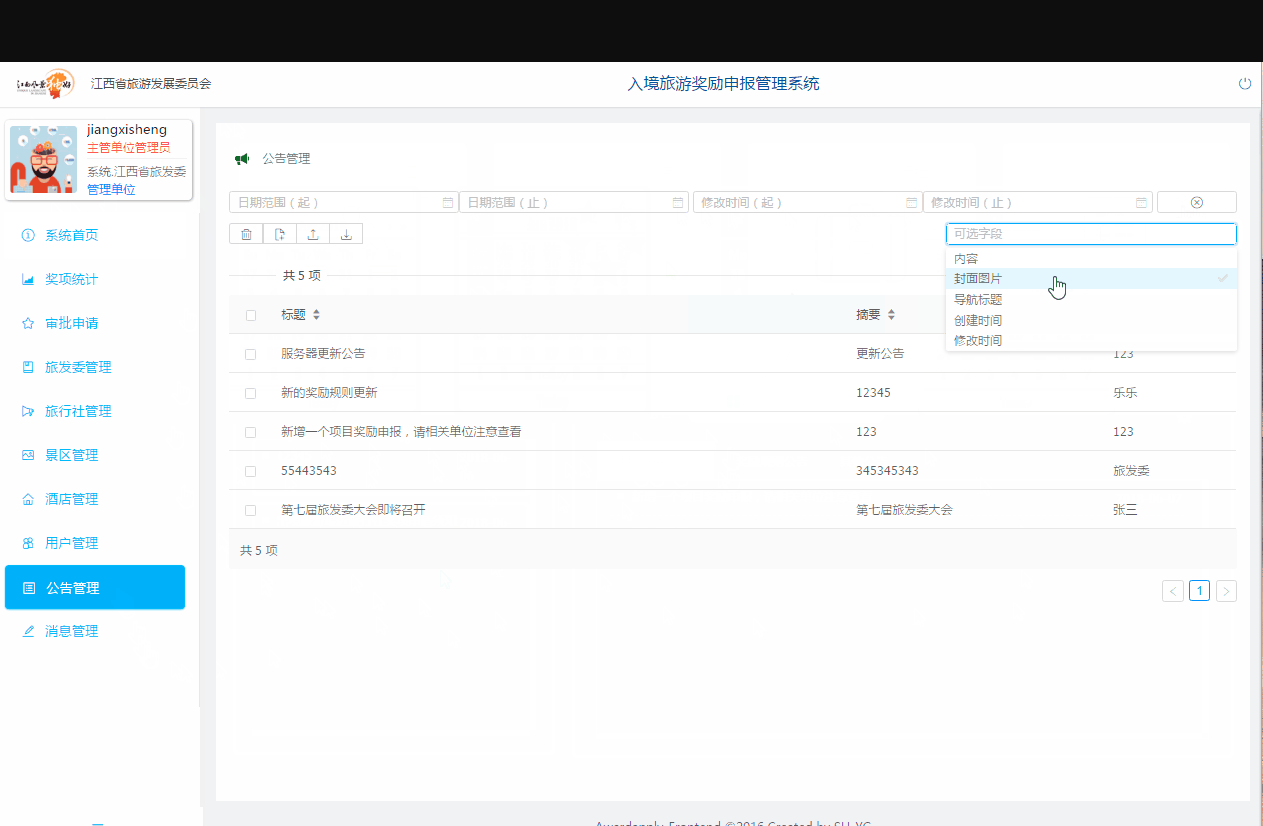 江西省旅游发展委员会
入境旅游奖励申报管理系统
jiangxisheng
主管单位管理员
系统.江西省旅发委
管理单位
系统首页
奖项统计
审批申请
旅发委管理
旅行社管理
景区管理
酒店管理
用户管理
公告管理
消息管理
公告管理
日期范围（起） 日期范围（止） 修改时间（起） 修改时间（止）
可选字段
内容
封面图片
导航标题
创建时间
修改时间
共 5 项
标题 摘要
服务器更新公告 更新公告 123
新的奖励规则更新 12345 乐乐
新增一个项目奖励申报，请相关单位注意查看 123 123
55443543 345345343 旅发委
第七届旅发委大会即将召开 第七届旅发委大会 张三
共 5 项
< 1 >